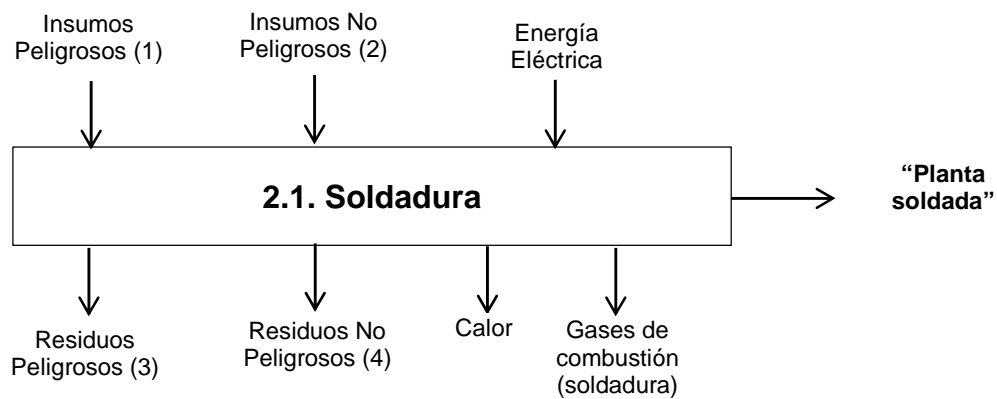 Insumos
Peligrosos (1)
Insumos No
Peligrosos (2)
Energía
Eléctrica
2.1. Soldadura
“Planta
soldada”
Residuos
Peligrosos (3)
Residuos No
Peligrosos (4)
Calor
Gases de
combustión
(soldadura)